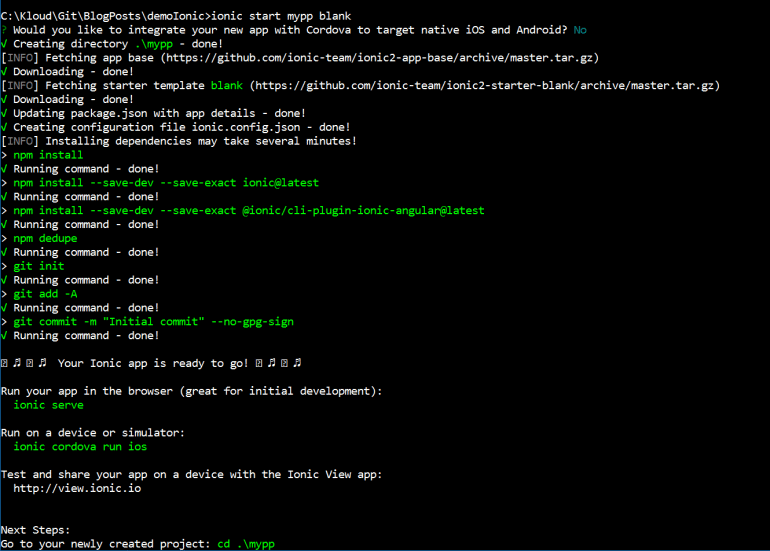 C:\Kloud\Git\BlogPosts\demoIonic>ionic start mypp blank
? Would you like to integrate your new app with Cordova to target native iOS and Android? No
√ Creating directory .\mypp - done!
[INFO] Fetching app base (https://github.com/ionic-team/ionic2-app-base/archive/master.tar.gz)
√ Downloading - done!
[INFO] Fetching starter template blank (https://github.com/ionic-team/ionic2-starter-blank/archive/master.tar.gz)
√ Downloading - done!
√ Updating package.json with app details - done!
√ Creating configuration file ionic.config.json - done!
[INFO] Installing dependencies may take several minutes!
> npm install
√ Running command - done!
> npm install --save-dev --save-exact ionic@latest
√ Running command - done!
> npm install --save-dev --save-exact @ionic/cli-plugin-ionic-angular@latest
√ Running command - done!
> npm dedupe
√ Running command - done!
> git init
√ Running command - done!
> git add -A
√ Running command - done!
> git commit -m "Initial commit" --no-gpg-sign
√ Running command - done!
⍰ ♬ ⍰ ♬ Your Ionic app is ready to go! ⍰ ♬ ⍰ ♬
Run your app in the browser (great for initial development):
ionic serve
Run on a device or simulator:
ionic cordova run ios
Test and share your app on a device with the Ionic View app:
http://view.ionic.io
Next Steps:
Go to your newly created project: cd .\mypp